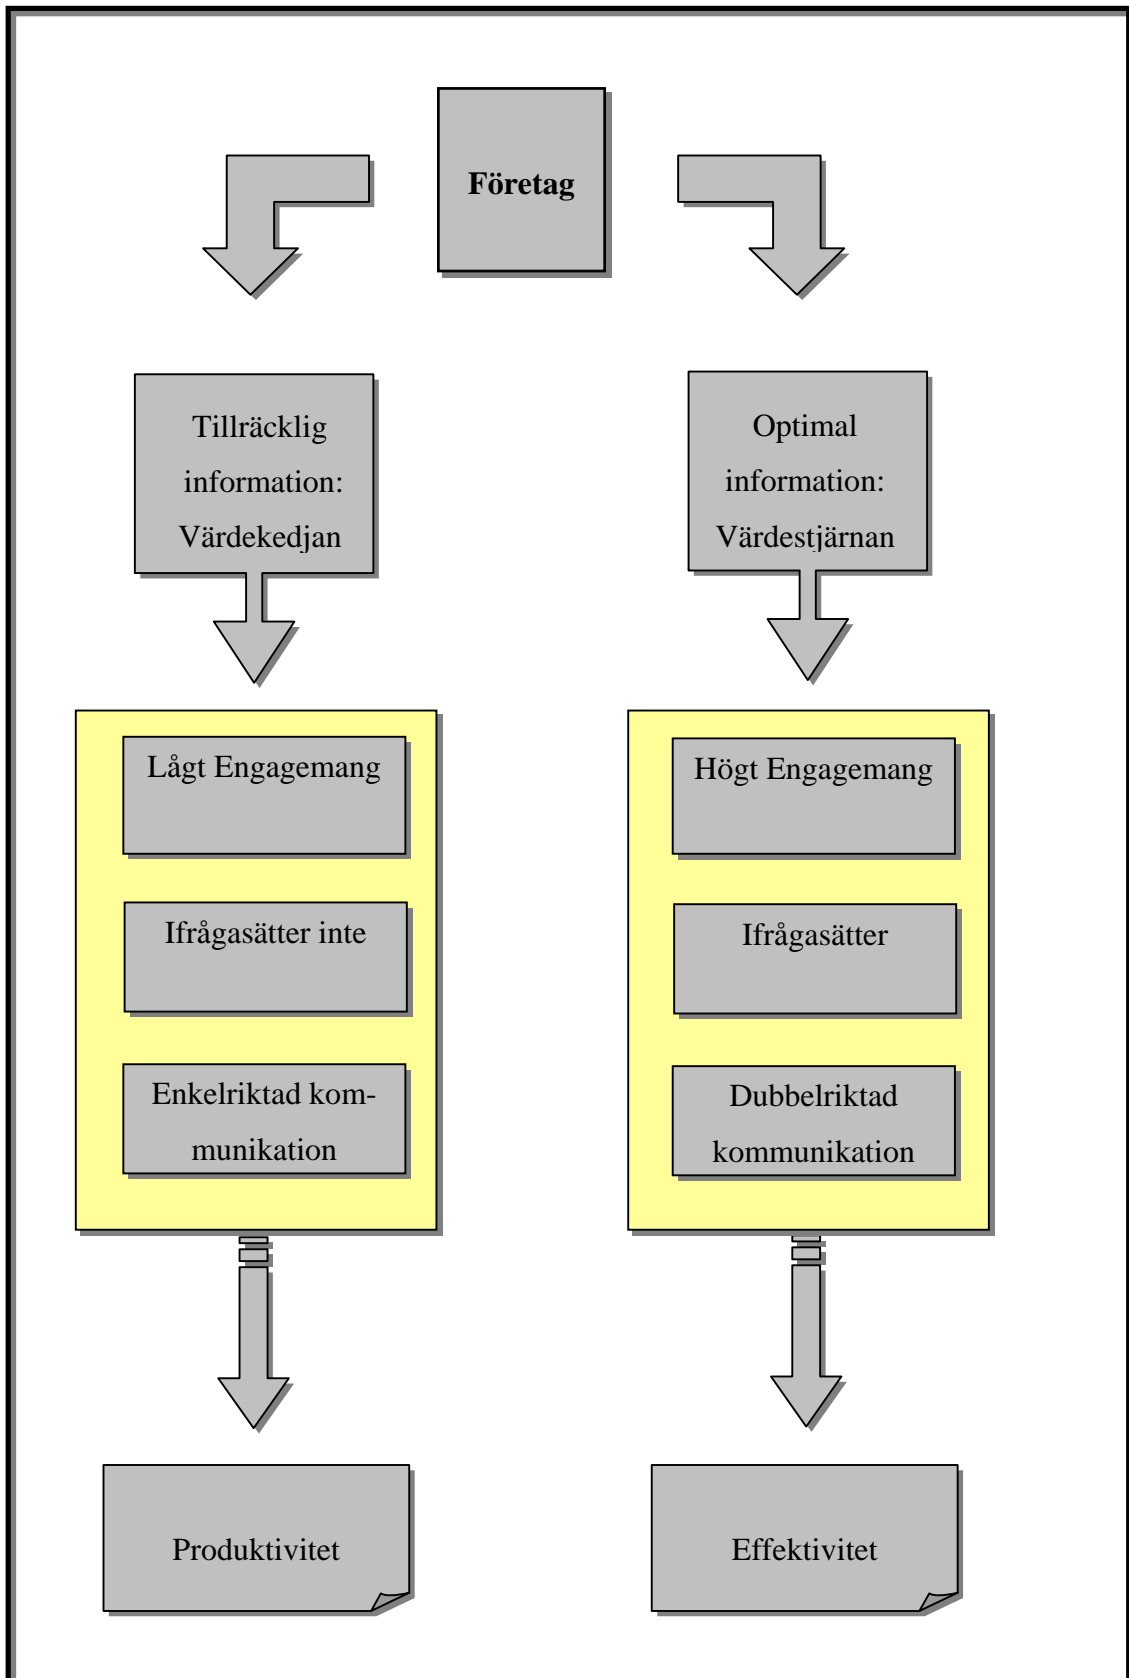 Företag
Tillräcklig
information:
Värdekedjan
Optimal
information:
Värdestjärnan
Lågt Engagemang
Ifrågasätter inte
Enkelriktad kom-
munikation
Högt Engagemang
Ifrågasätter
Dubbelriktad
kommunikation
Produktivitet
Effektivitet